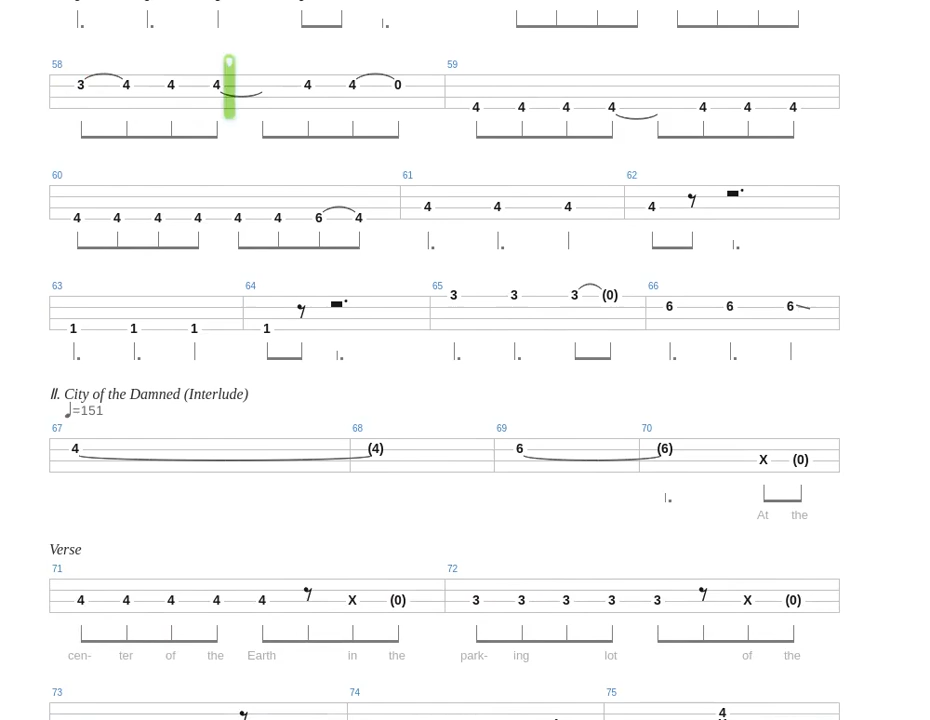 58 59
3 4 4 4 4 4 0 4 4 4 4 4 4 4
60 61 62
4 4 4 4 4 4 6 4 4 4 4 4
63 64 65 66
1 1 1 1 3 3 3 (0) 6 6 6
II. City of the Damned (Interlude)
=151
67 68 69 70
4 (4) 6 (6) X (0)
At the
Verse
71 72
4 4 4 4 4 X (0) 3 3 3 3 3 X (0)
cen- ter of the Earth in the park- ing lot of the
73 74 75
4